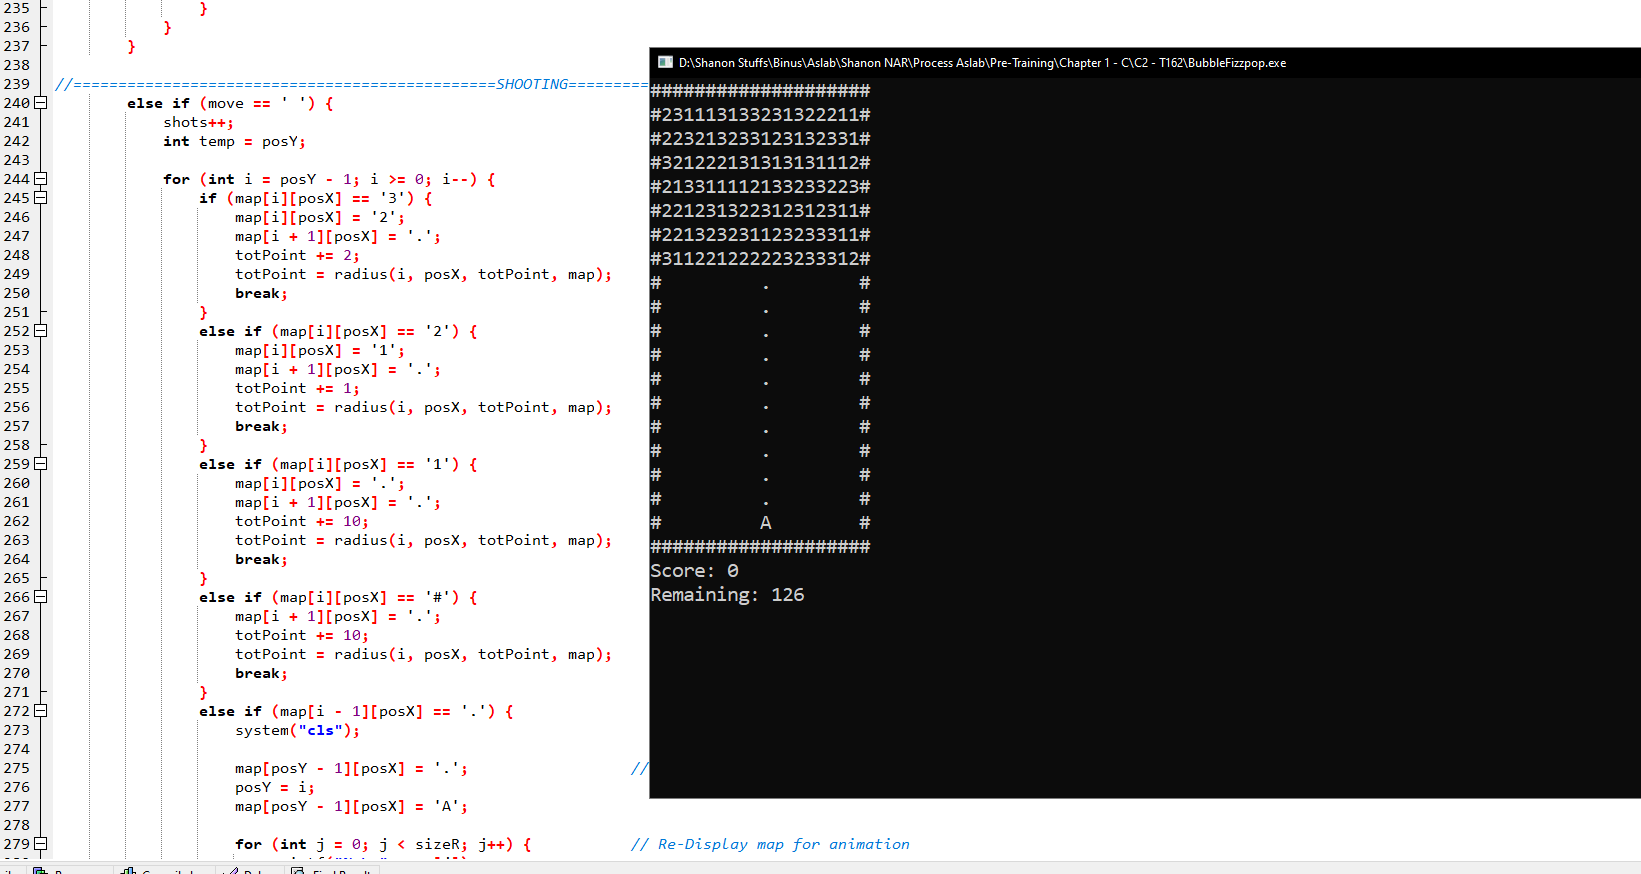 235 }
236 }
237 }
238
239 //===============================================SHOOTING=========
240 else if (move == ' ') {
241 shots++;
242 int temp = posY;
243
244 for (int i = posY - 1; i >= 0; i--) {
245 if (map[i][posX] == '3') {
246 map[i][posX] = '2';
247 map[i + 1][posX] = '.';
248 totPoint += 2;
249 totPoint = radius(i, posX, totPoint, map);
250 break;
251 }
252 else if (map[i][posX] == '2') {
253 map[i][posX] = '1';
254 map[i + 1][posX] = '.';
255 totPoint += 1;
256 totPoint = radius(i, posX, totPoint, map);
257 break;
258 }
259 else if (map[i][posX] == '1') {
260 map[i][posX] = '.';
261 map[i + 1][posX] = '.';
262 totPoint += 10;
263 totPoint = radius(i, posX, totPoint, map);
264 break;
265 }
266 else if (map[i][posX] == '#') {
267 map[i + 1][posX] = '.';
268 totPoint += 10;
269 totPoint = radius(i, posX, totPoint, map);
270 break;
271 }
272 else if (map[i - 1][posX] == '.') {
273 system("cls");
274
275 map[posY - 1][posX] = '.'; //
276 posY = i;
277 map[posY - 1][posX] = 'A';
278
279 for (int j = 0; j < sizeR; j++) { // Re-Display map for animation
D:\Shanon Stuffs\Binus\Aslab\Shanon NAR\Process Aslab\Pre-Training\Chapter 1 - C\C2 - T162\BubbleFizzpop.exe
####################
#231113133231322211#
#223213233123132331#
#321222131313131112#
#213311112133233223#
#221231322312312311#
#221323231123233311#
#311221222223233312#
#         .        #
#         .        #
#         .        #
#         .        #
#         .        #
#         .        #
#         .        #
#         .        #
#         .        #
#         .        #
#         A        #
####################
Score: 0
Remaining: 126